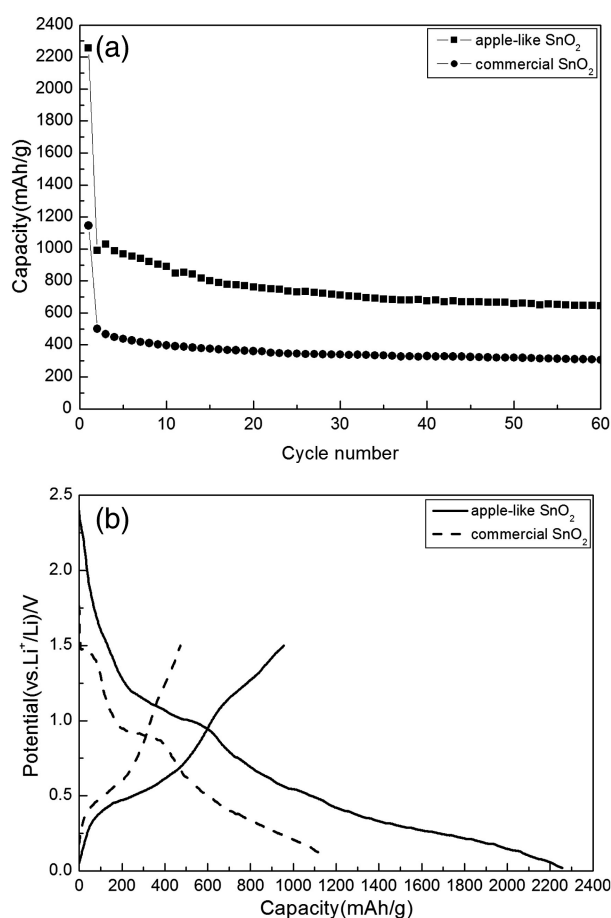 (a)
apple-like SnO₂
commercial SnO₂
2400
2200
2000
1800
1600
1400
1200
1000
800
600
400
200
0
Capacity(mAh/g)
0 10 20 30 40 50 60
Cycle number
(b)
apple-like SnO₂
commercial SnO₂
2.5
2.0
1.5
1.0
0.5
0.0
Potential(vs.Li⁺/Li)/V
0 200 400 600 800 1000 1200 1400 1600 1800 2000 2200 2400
Capacity(mAh/g)